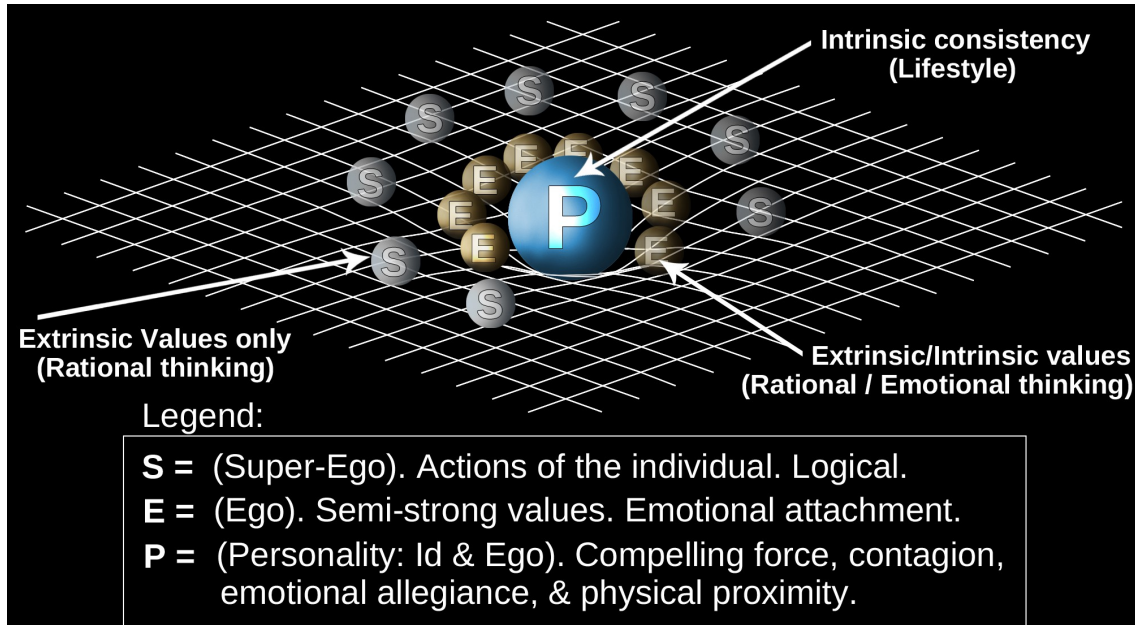 Intrinsic consistency
(Lifestyle)
S
S
S
S
S
S
S
S
E
E
E
E
E
E
E
E
E
P
Extrinsic Values only
(Rational thinking)
Extrinsic/Intrinsic values
(Rational / Emotional thinking)
Legend:
S = (Super-Ego). Actions of the individual. Logical.
E = (Ego). Semi-strong values. Emotional attachment.
P = (Personality: Id & Ego). Compelling force, contagion,
emotional allegiance, & physical proximity.